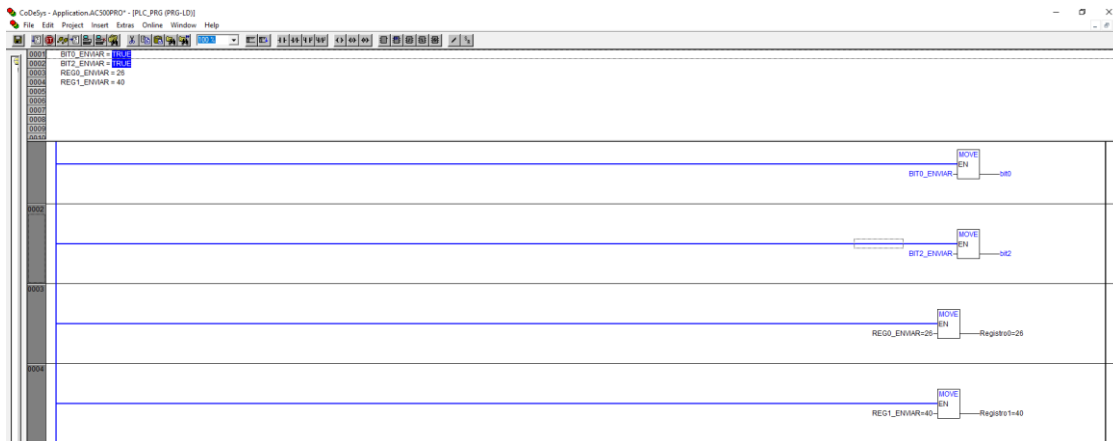 CoDeSys - Application.AC500PRO* - [PLC_PRG (PRG-LD)]
File Edit Project Insert Extras Online Window Help
100%
0001 BIT0_ENVIAR = TRUE
0002 BIT2_ENVIAR = TRUE
0003 REG0_ENVIAR = 26
0004 REG1_ENVIAR = 40
0005
0006
0007
0008
0009
0010
MOVE
EN
BIT0_ENVIAR bit0
0002
MOVE
EN
BIT2_ENVIAR bit2
0003
MOVE
EN
REG0_ENVIAR=26 Registro0=26
0004
MOVE
EN
REG1_ENVIAR=40 Registro1=40